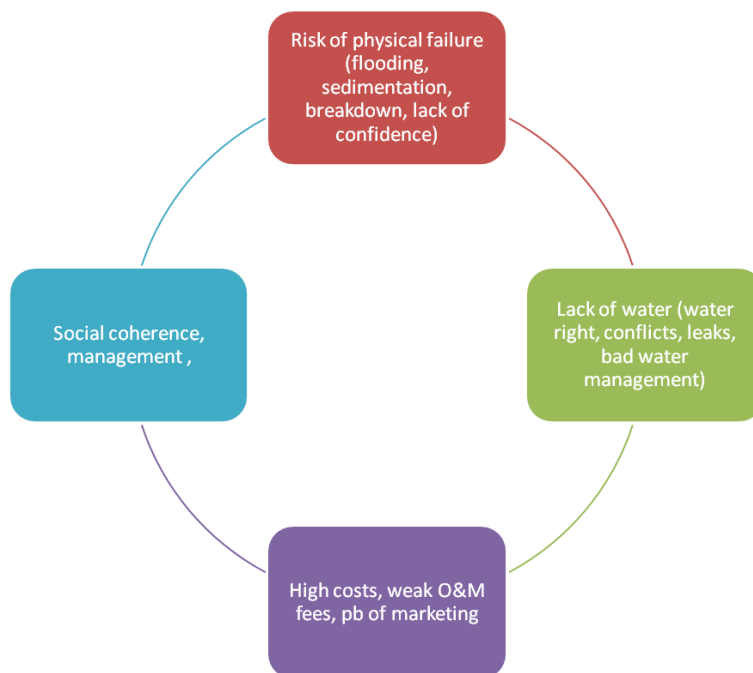 Risk of physical failure
(flooding,
sedimentation,
breakdown, lack of
confidence)
Lack of water (water
right, conflicts, leaks,
bad water
management)
High costs, weak O&M
fees, pb of marketing
Social coherence,
management ,